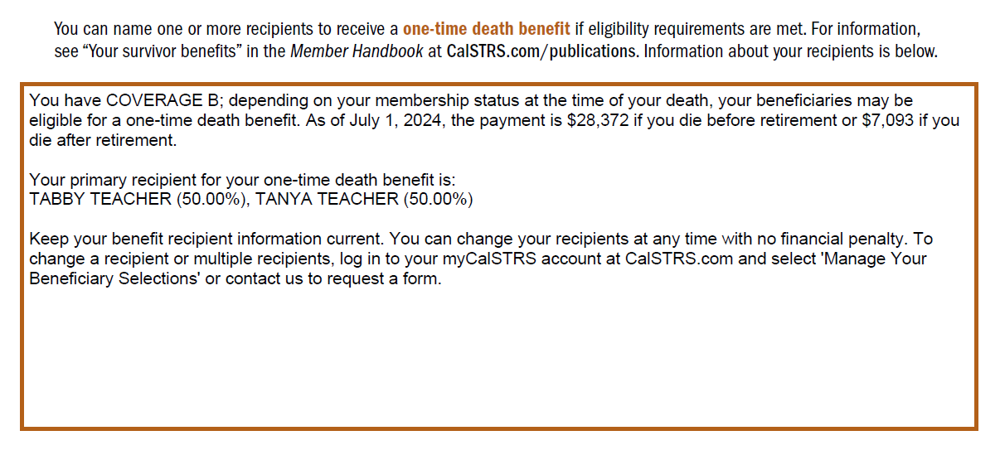 You can name one or more recipients to receive a one-time death benefit if eligibility requirements are met. For information,
see “Your survivor benefits” in the Member Handbook at CalSTRS.com/publications. Information about your recipients is below.
You have COVERAGE B; depending on your membership status at the time of your death, your beneficiaries may be
eligible for a one-time death benefit. As of July 1, 2024, the payment is $28,372 if you die before retirement or $7,093 if you
die after retirement.
Your primary recipient for your one-time death benefit is:
TABBY TEACHER (50.00%), TANYA TEACHER (50.00%)
Keep your benefit recipient information current. You can change your recipients at any time with no financial penalty. To
change a recipient or multiple recipients, log in to your myCalSTRS account at CalSTRS.com and select 'Manage Your
Beneficiary Selections' or contact us to request a form.